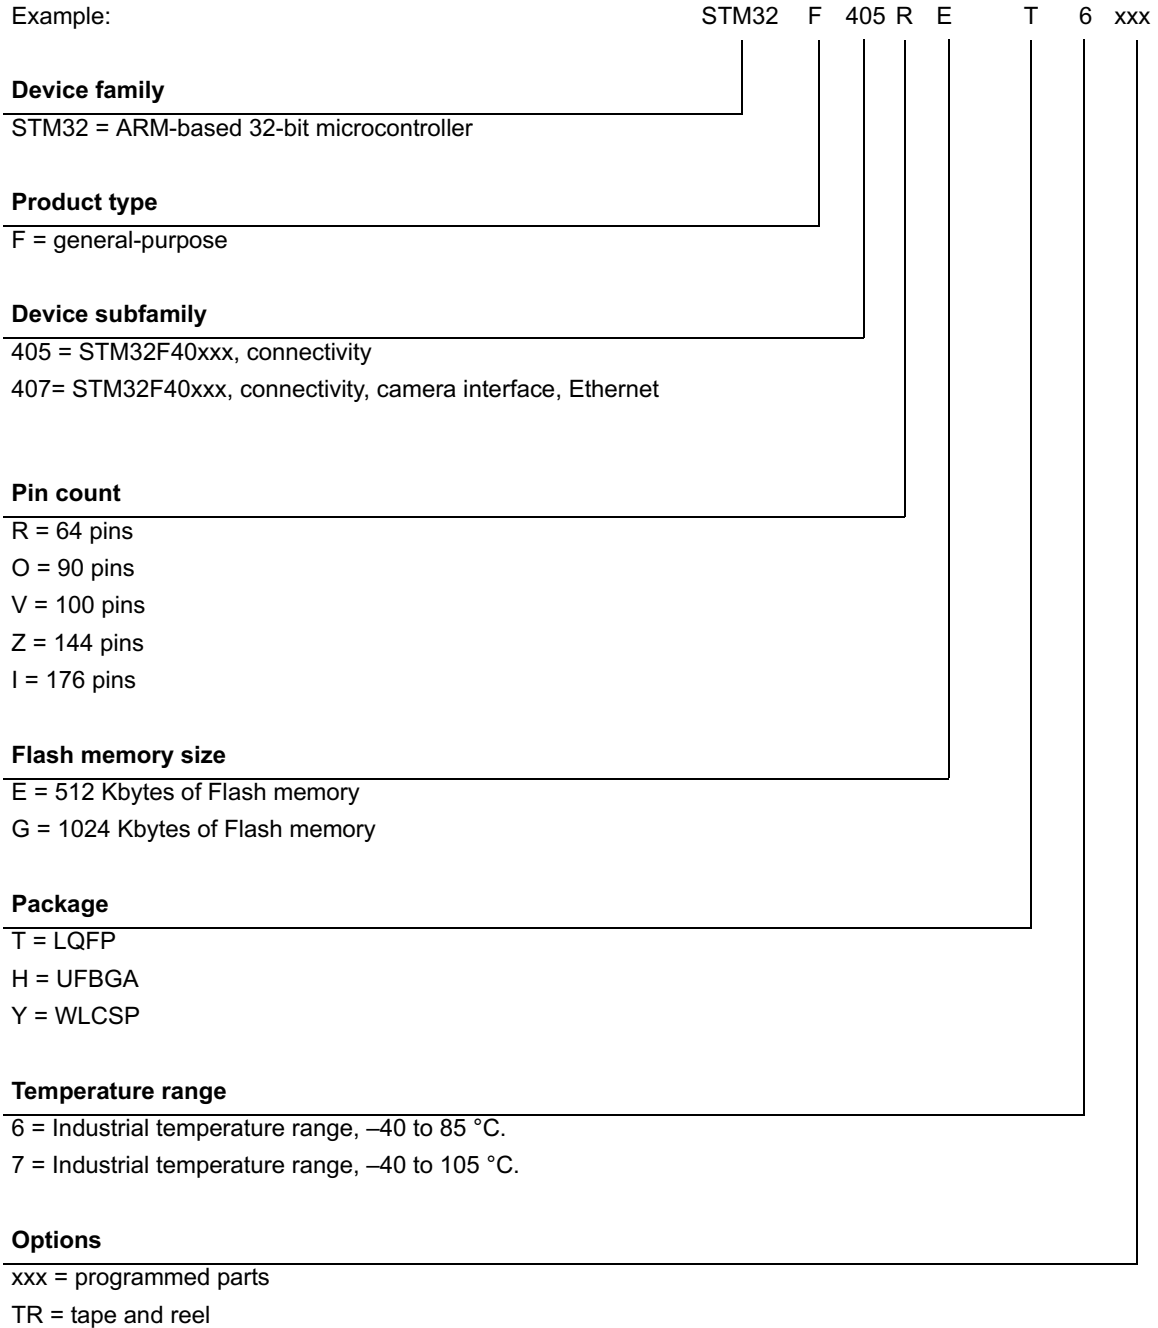 Example: STM32 F 405 R E T 6 xxx
Device family
STM32 = ARM-based 32-bit microcontroller
Product type
F = general-purpose
Device subfamily
405 = STM32F40xxx, connectivity
407= STM32F40xxx, connectivity, camera interface, Ethernet
Pin count
R = 64 pins
O = 90 pins
V = 100 pins
Z = 144 pins
I = 176 pins
Flash memory size
E = 512 Kbytes of Flash memory
G = 1024 Kbytes of Flash memory
Package
T = LQFP
H = UFBGA
Y = WLCSP
Temperature range
6 = Industrial temperature range, –40 to 85 °C.
7 = Industrial temperature range, –40 to 105 °C.
Options
xxx = programmed parts
TR = tape and reel